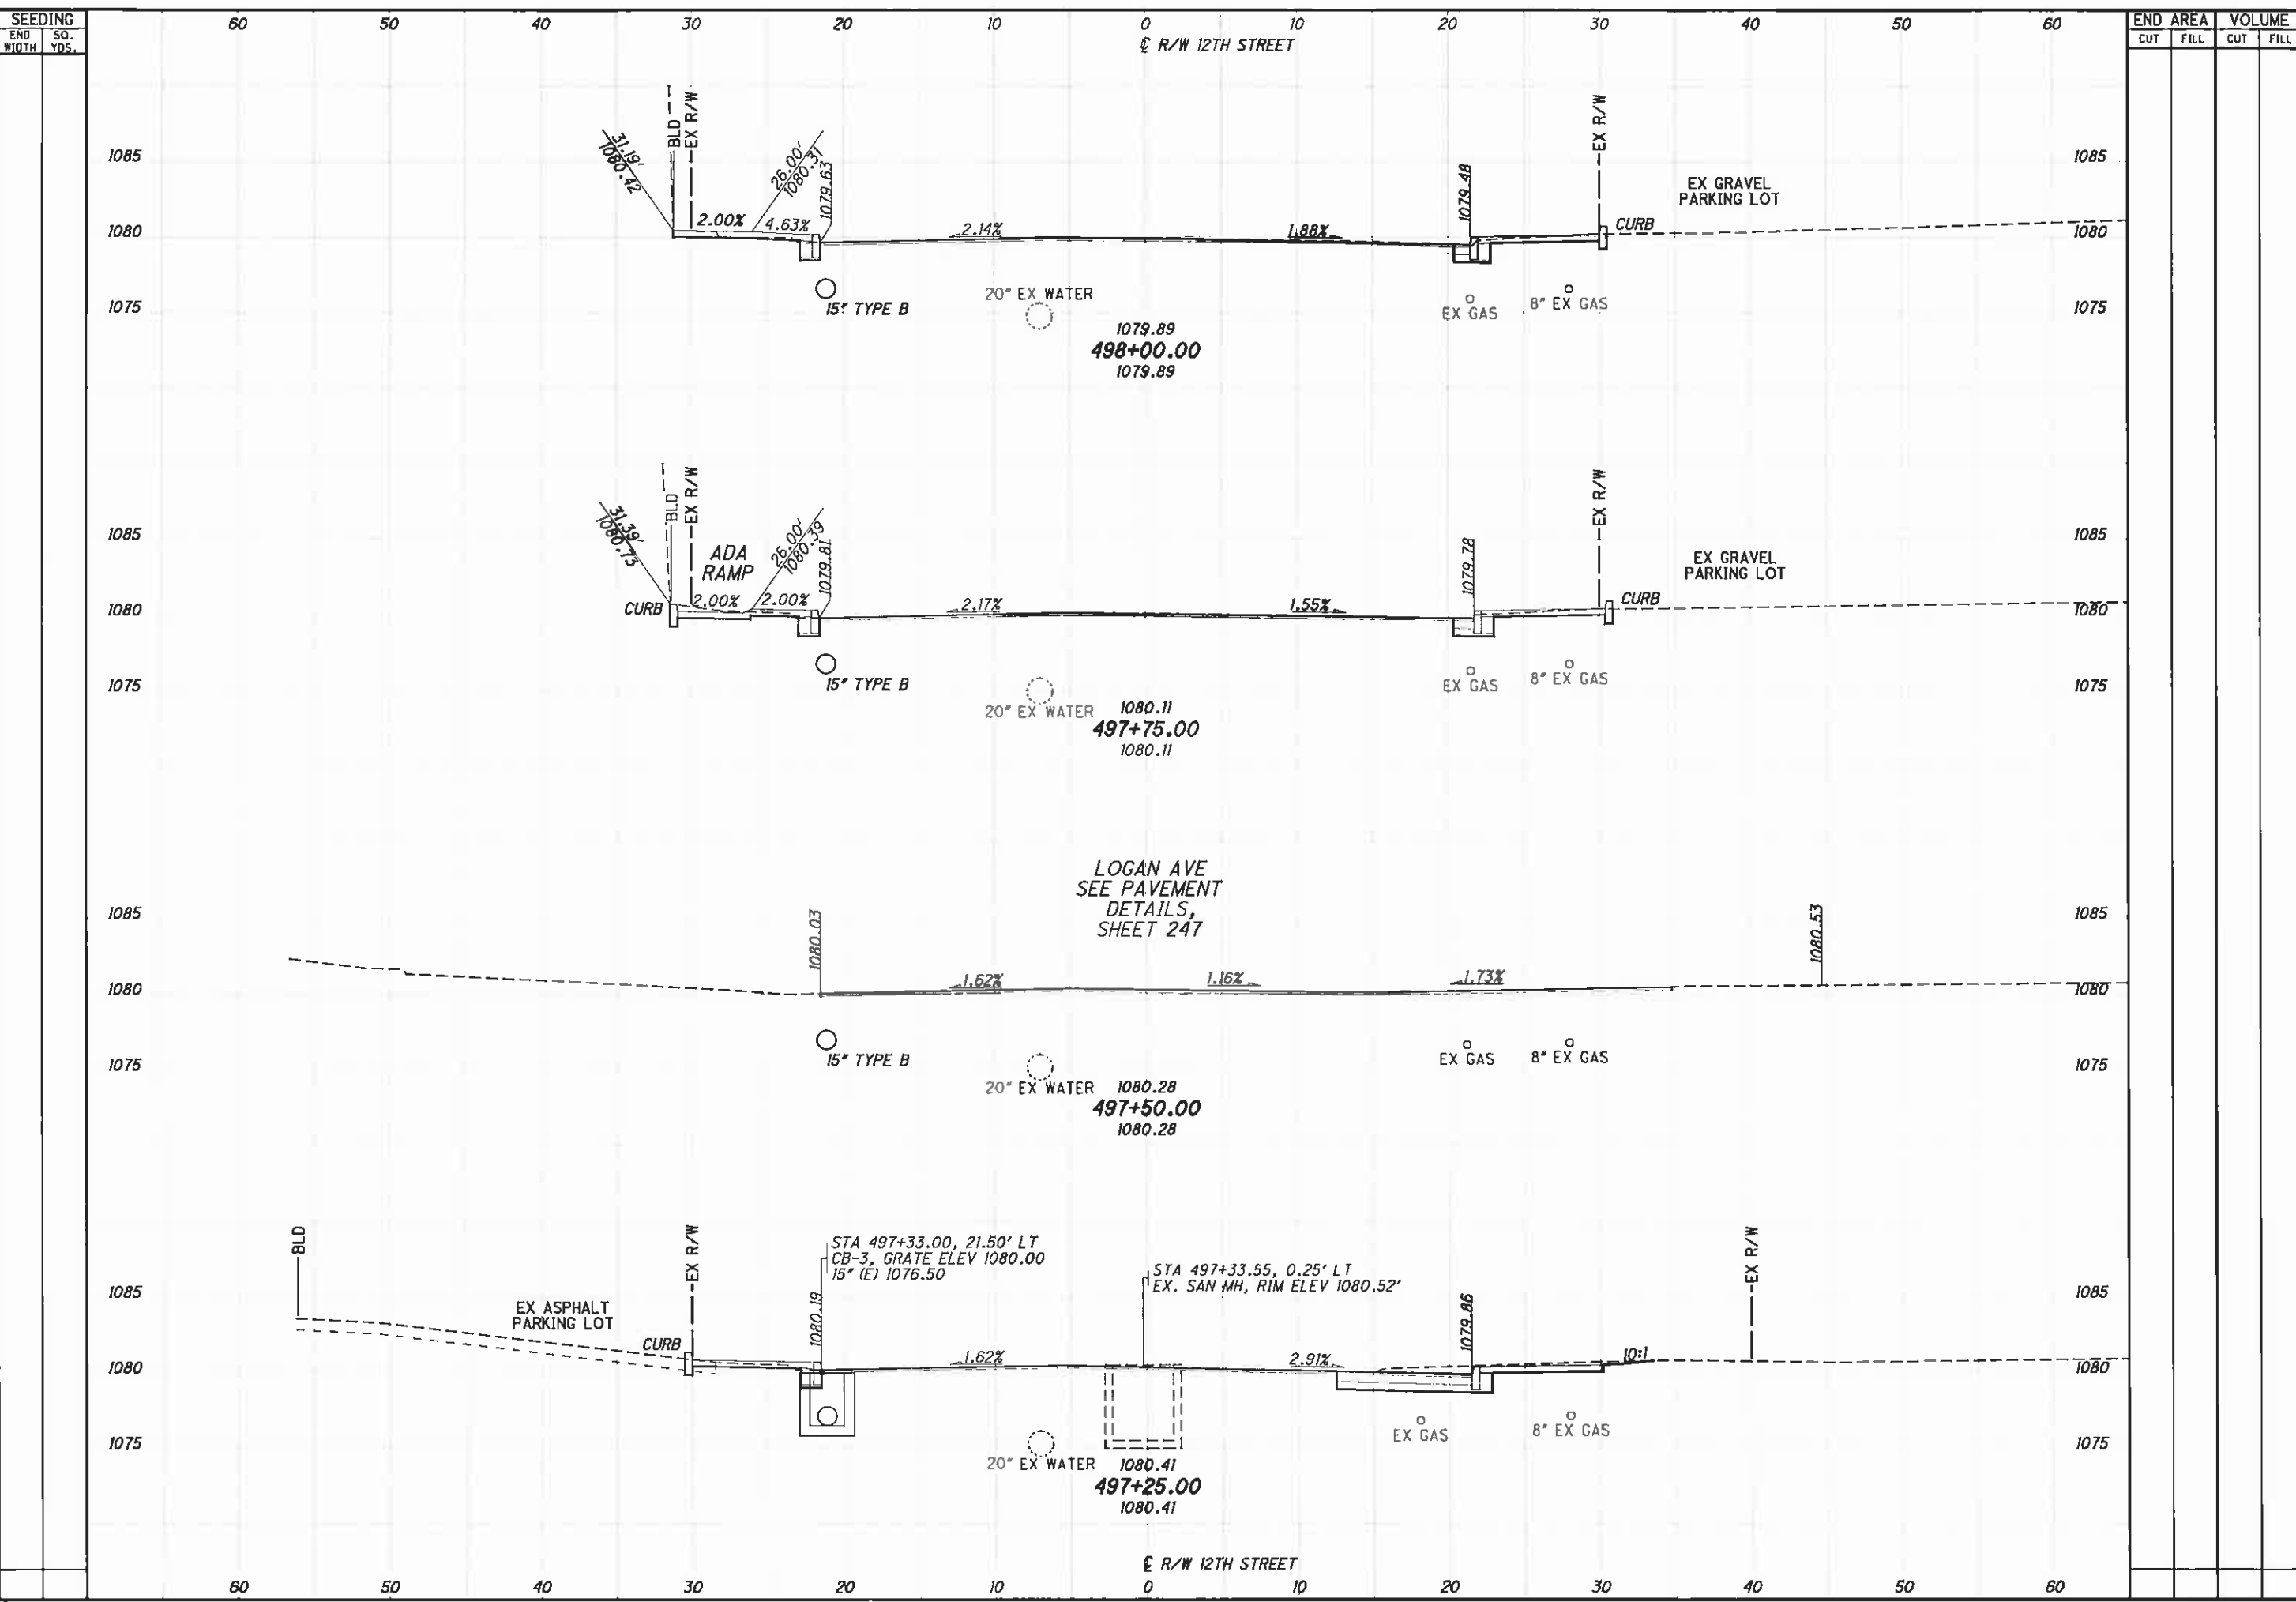 SEEDING
END WIDTH
SQ. YDS.
60 50 40 30 20 10 0 10 20 30 40 50 60
℄ R/W 12TH STREET
END AREA VOLUME
CUT FILL CUT FILL
BLD
EX R/W
EX R/W
31.19'
1080.42
26.00'
1080.31
1079.63
1079.48
1085 1085
EX GRAVEL
PARKING LOT
2.00% 4.63% 2.14% 1.88% CURB
1080 1080
20" EX WATER
15" TYPE B
EX GAS 8" EX GAS
1075 1075
1079.89
498+00.00
1079.89
BLD
EX R/W
EX R/W
31.39'
1080.73
26.00'
1080.39
1079.81
1079.78
1085 1085
ADA
RAMP
EX GRAVEL
PARKING LOT
CURB 2.00% 2.00% 2.17% 1.55% CURB
1080 1080
15" TYPE B
EX GAS 8" EX GAS
1075 1075
20" EX WATER 1080.11
497+75.00
1080.11
LOGAN AVE
SEE PAVEMENT
DETAILS,
SHEET 247
1085 1085
1080.03
1080.53
1.62% 1.16% 1.73%
1080 1080
15" TYPE B
EX GAS 8" EX GAS
1075 1075
20" EX WATER 1080.28
497+50.00
1080.28
BLD
EX R/W
EX R/W
STA 497+33.00, 21.50' LT
CB-3, GRATE ELEV 1080.00
15" (E) 1076.50
STA 497+33.55, 0.25' LT
EX. SAN MH, RIM ELEV 1080.52'
1085 1085
EX ASPHALT
PARKING LOT
1080.19
1079.86
CURB 1.62% 2.91% 10:1
1080 1080
EX GAS 8" EX GAS
1075 1075
20" EX WATER 1080.41
497+25.00
1080.41
℄ R/W 12TH STREET
60 50 40 30 20 10 0 10 20 30 40 50 60